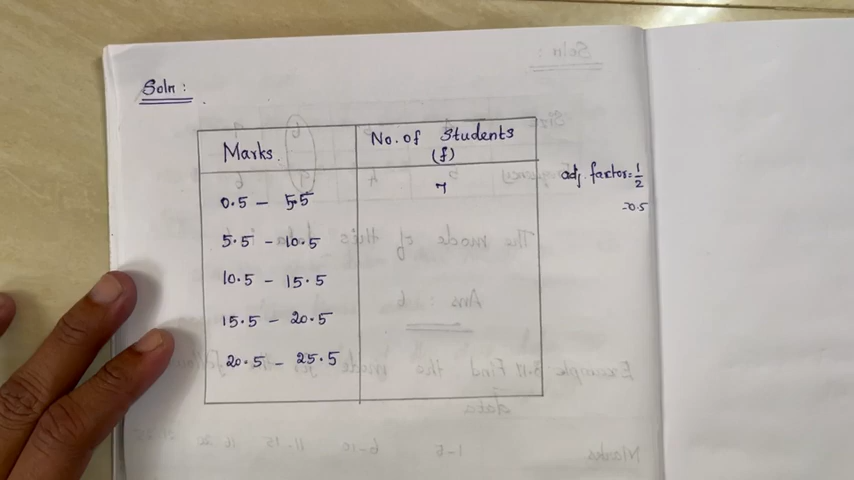 Soln :
Marks. No. of Students
(f)
0.5 - 5.5 7
5.5 - 10.5
10.5 - 15.5
15.5 - 20.5
20.5 - 25.5
adj. factor = 1/2
= 0.5